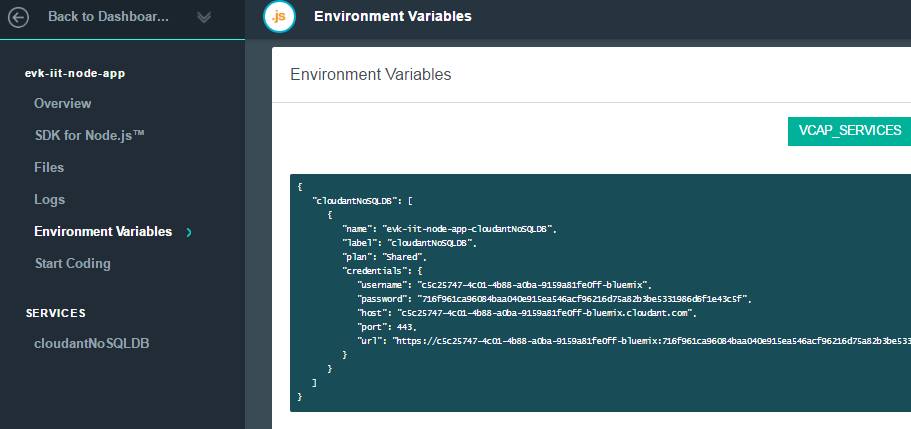 Back to Dashboar...
.js
Environment Variables
evk-iit-node-app
Overview
SDK for Node.js™
Files
Logs
Environment Variables
Start Coding
SERVICES
cloudantNoSQLDB
Environment Variables
VCAP_SERVICES
{
"cloudantNoSQLDB": [
{
"name": "evk-iit-node-app-cloudantNoSQLDB",
"label": "cloudantNoSQLDB",
"plan": "Shared",
"credentials": {
"username": "c5c25747-4c01-4b88-a0ba-9159a81fe0ff-bluemix",
"password": "716f961ca96084baa040e915ea546acf96216d75a82b3be5331986d6f1e43c5f",
"host": "c5c25747-4c01-4b88-a0ba-9159a81fe0ff-bluemix.cloudant.com",
"port": 443,
"url": "https://c5c25747-4c01-4b88-a0ba-9159a81fe0ff-bluemix:716f961ca96084baa040e915ea546acf96216d75a82b3be533
}
}
]
}